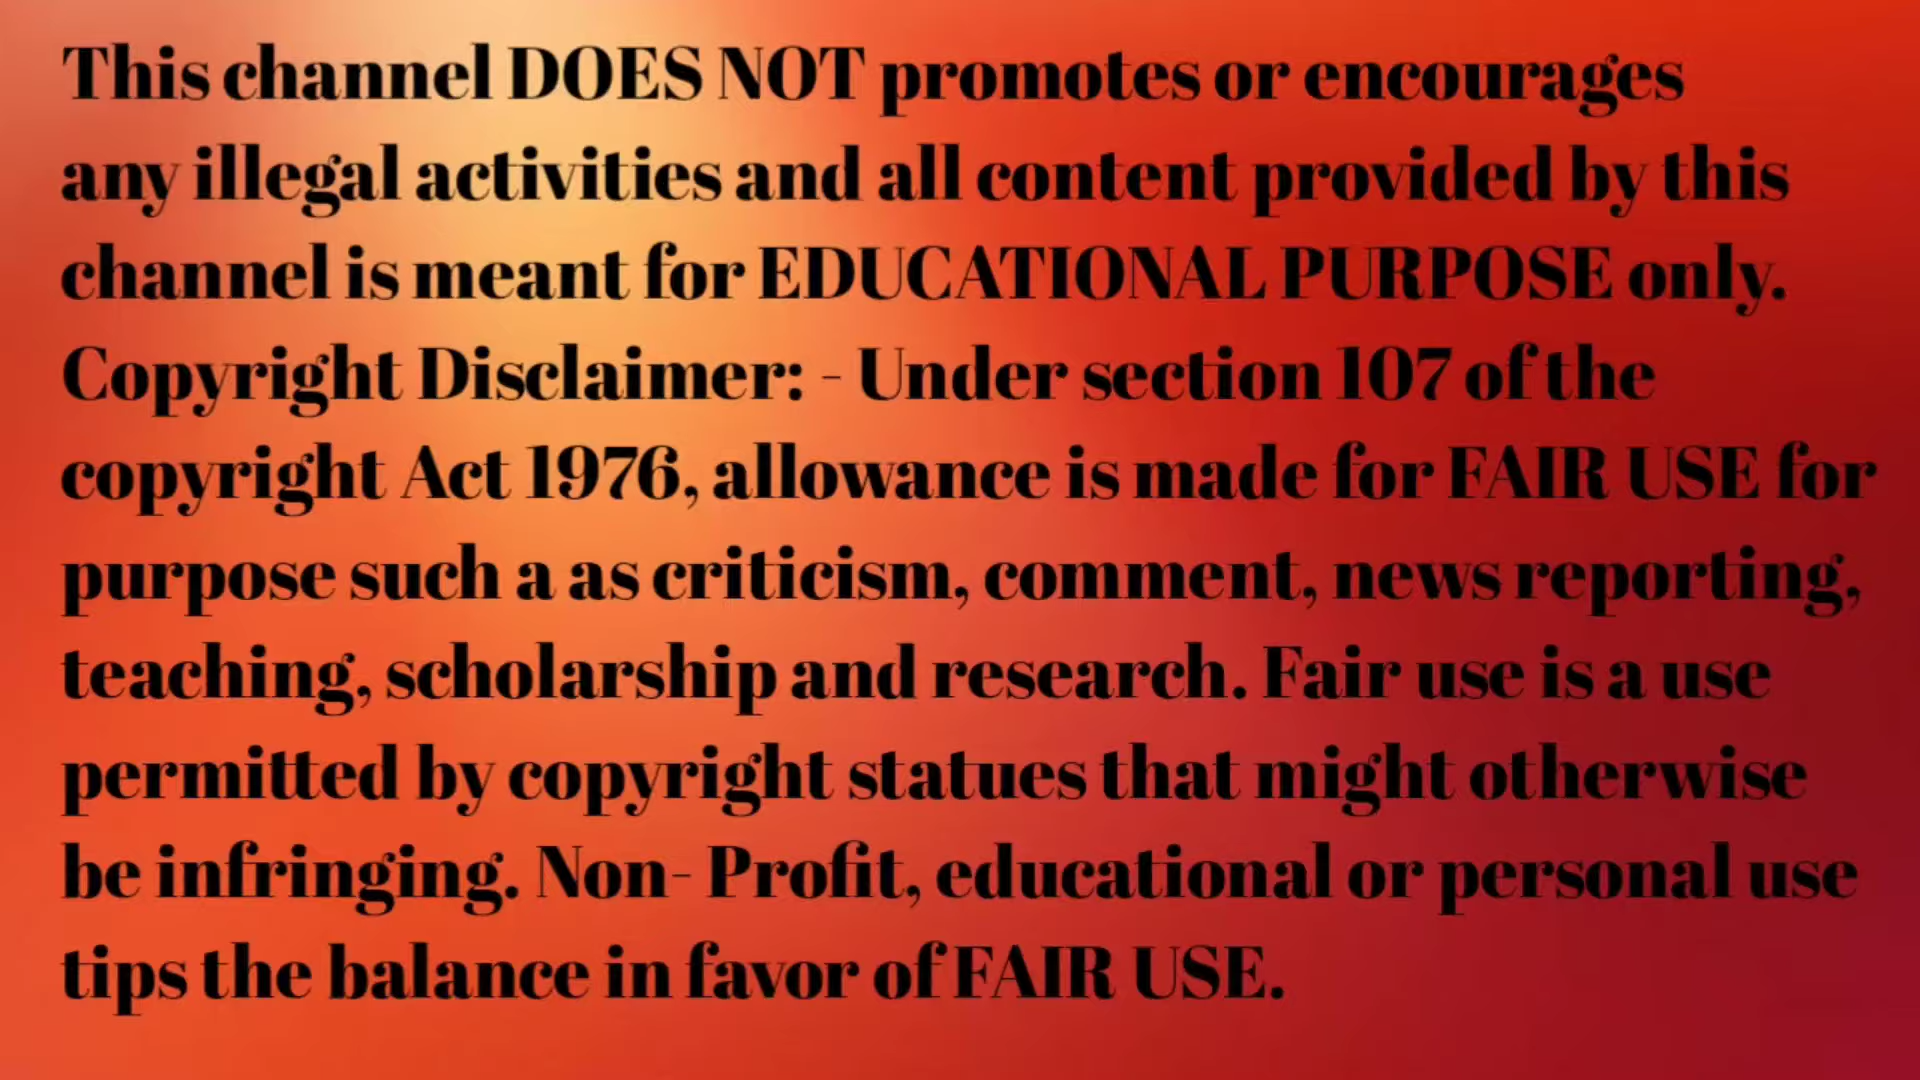 This channel DOES NOT promotes or encourages
any illegal activities and all content provided by this
channel is meant for EDUCATIONAL PURPOSE only.
Copyright Disclaimer: - Under section 107 of the
copyright Act 1976, allowance is made for FAIR USE for
purpose such a as criticism, comment, news reporting,
teaching, scholarship and research. Fair use is a use
permitted by copyright statues that might otherwise
be infringing. Non- Profit, educational or personal use
tips the balance in favor of FAIR USE.